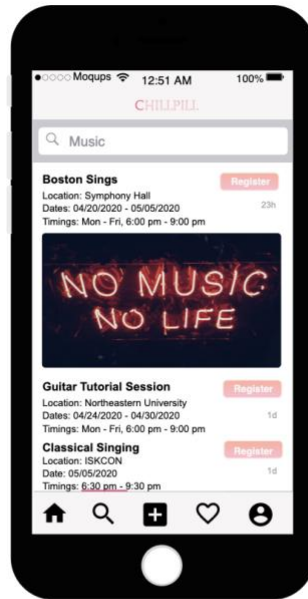 Moqups 12:51 AM 100%
CHILLPILL
Music
Boston Sings Register
Location: Symphony Hall 23h
Dates: 04/20/2020 - 05/05/2020
Timings: Mon - Fri, 6:00 pm - 9:00 pm
NO MUSIC
NO LIFE
Guitar Tutorial Session Register
Location: Northeastern University
Dates: 04/24/2020 - 04/30/2020 1d
Timings: Mon - Fri, 6:00 pm - 9:00 pm
Classical Singing Register
Location: ISKCON
Date: 05/05/2020 1d
Timings: 6:30 pm - 9:30 pm